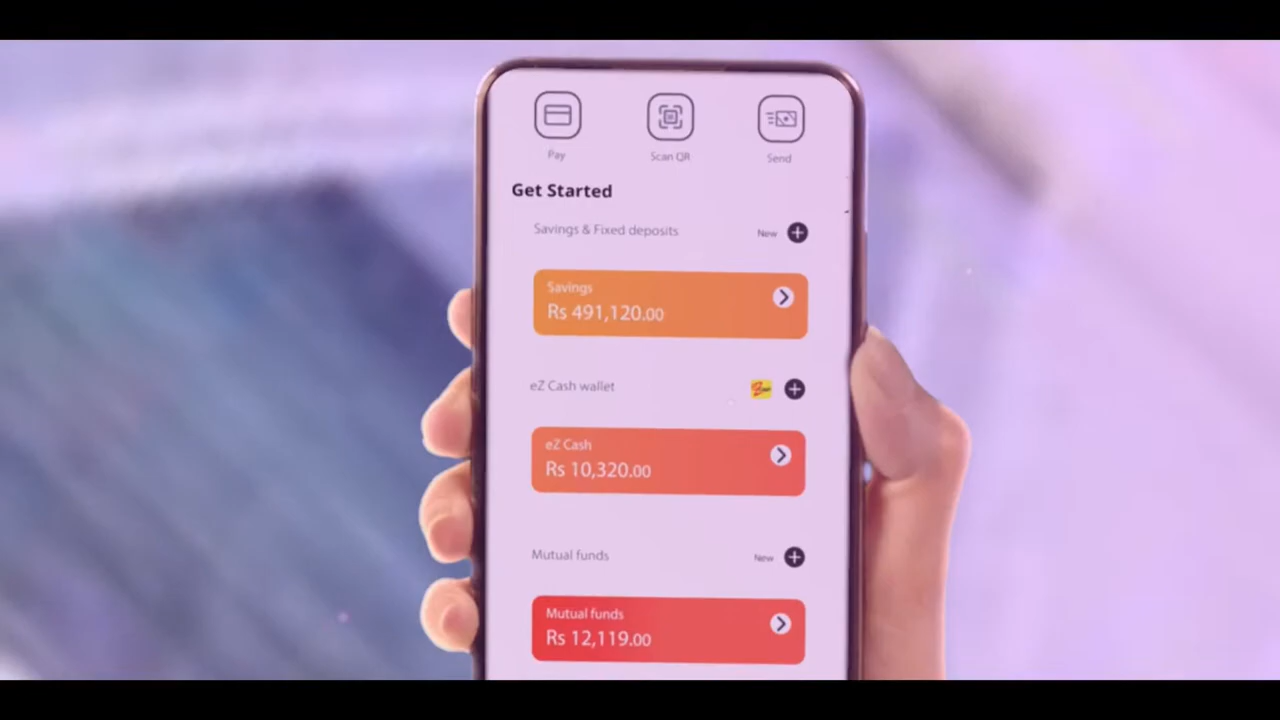 Pay
Scan QR
Send
Get Started
Savings & Fixed deposits
New
Savings
Rs 491,120.00
eZ Cash wallet
eZ Cash
Rs 10,320.00
Mutual funds
New
Mutual funds
Rs 12,119.00